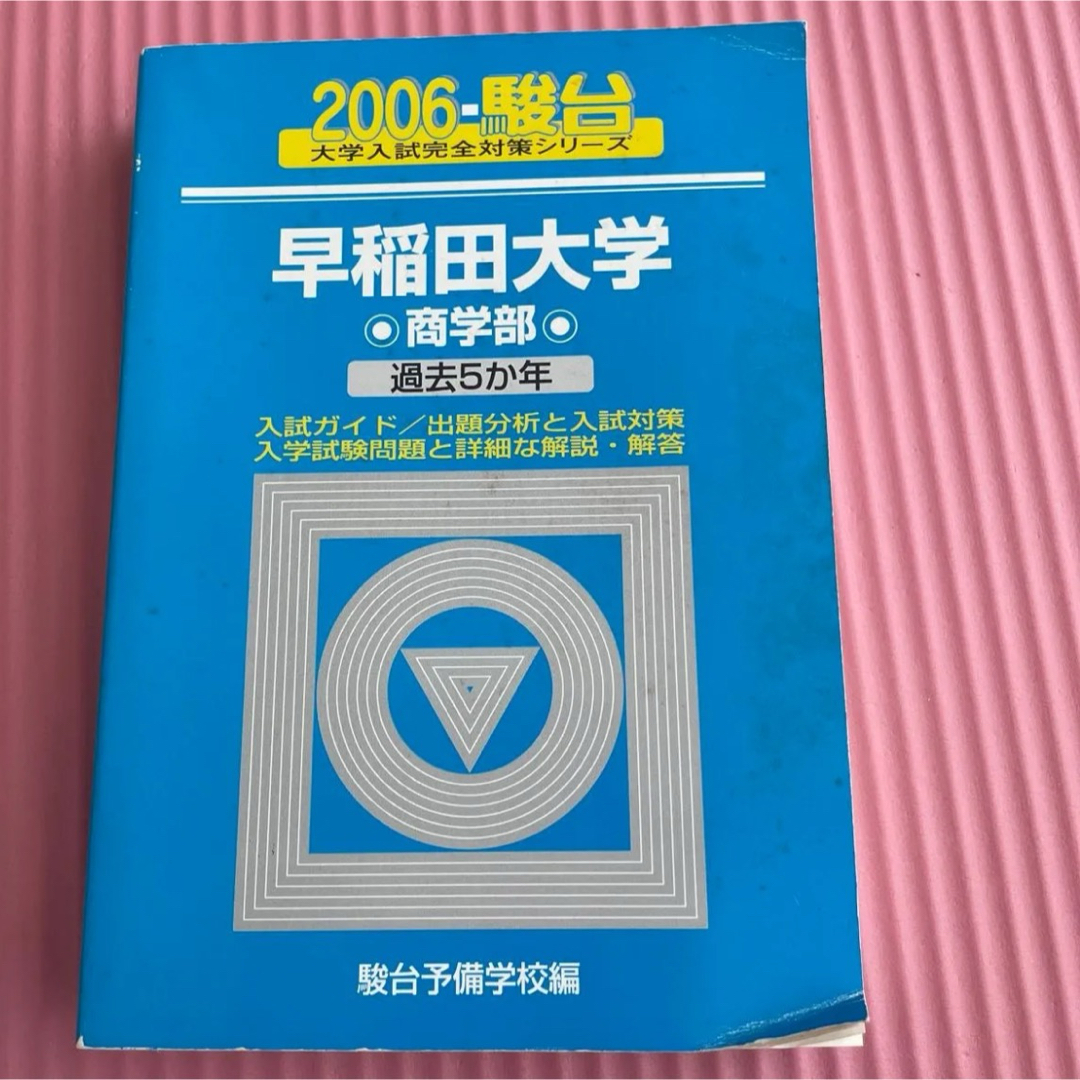 2006-駿台
大学入試完全対策シリーズ
早稲田大学
商学部
過去5か年
入試ガイド／出題分析と入試対策
入学試験問題と詳細な解説・解答
駿台予備学校編